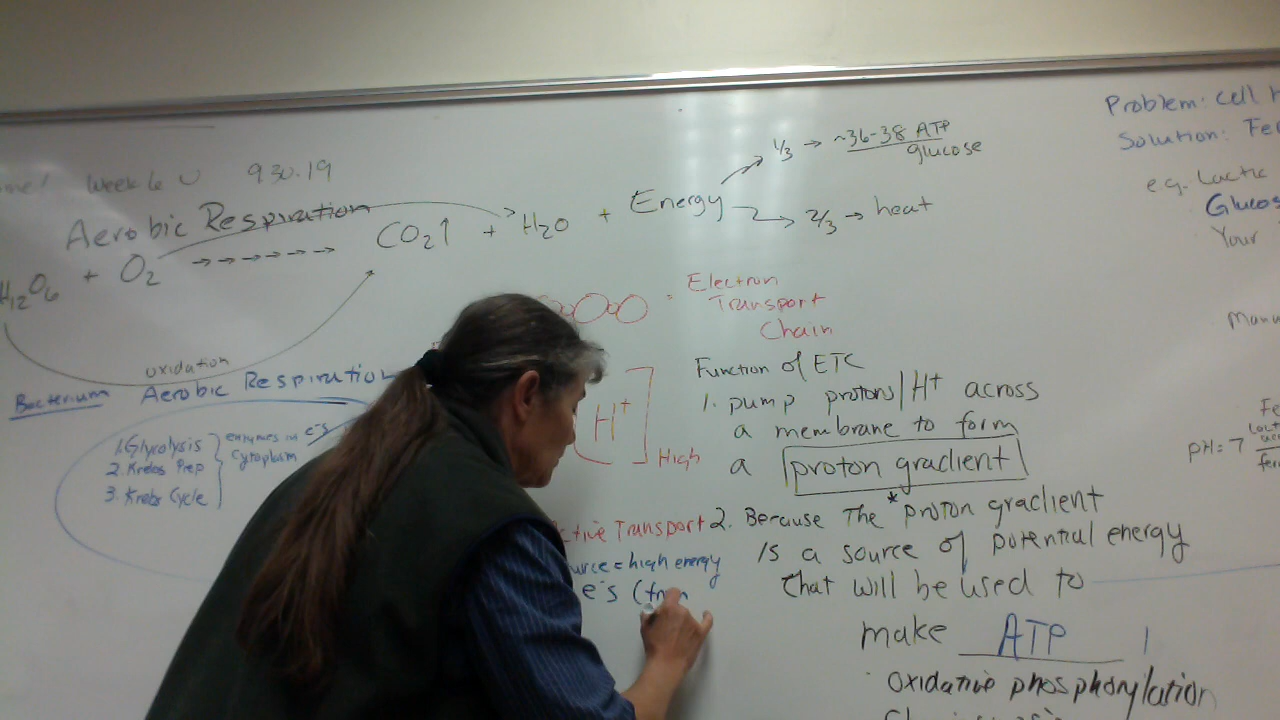 Week 6 U 9.30.19
Aerobic Respiration
H12O6 + O2 → CO2↑ + H2O + Energy
1/3 → ~36-38 ATP
glucose
2/3 → heat
oxidation
Bacterium Aerobic Respiration
1. Glycolysis
2. Krebs Prep
3. Krebs Cycle
enzymes in
cytoplasm
e-'s
Electron
Transport
Chain
[H+]
High
ctive Transport
urce = high energy
e-'s (from
Function of ETC
1. pump protons/H+ across
a membrane to form
a proton gradient
2. Because the *proton gradient
is a source of potential energy
that will be used to
make ATP
oxidative phosphorylation
Problem: Cell
Solution: Fe
e.g. Lactic
Glucos
Your
pH=7